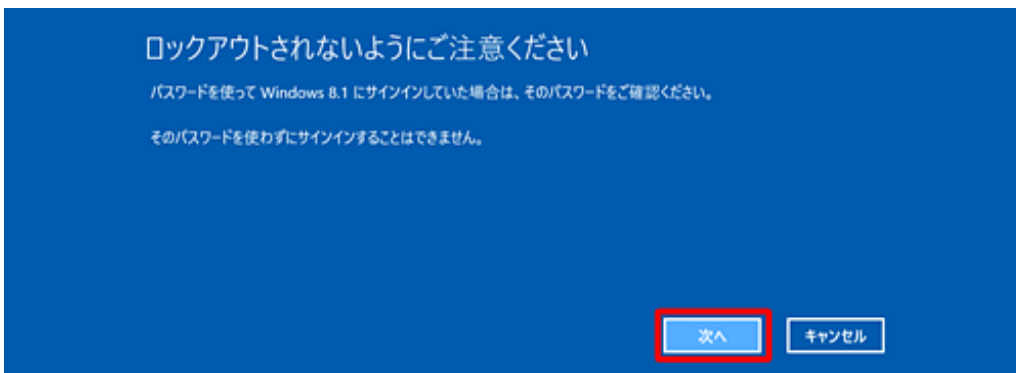 ロックアウトされないようにご注意ください
パスワードを使って Windows 8.1 にサインインしていた場合は、そのパスワードをご確認ください。
そのパスワードを使わずにサインインすることはできません。
次へ
キャンセル